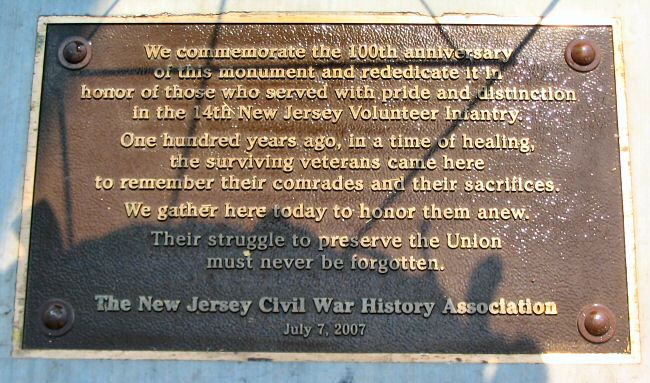 We commemorate the 100th anniversary
of this monument and rededicate it in
honor of those who served with pride and distinction
in the 14th New Jersey Volunteer Infantry.
One hundred years ago, in a time of healing,
the surviving veterans came here
to remember their comrades and their sacrifices.
We gather here today to honor them anew.
Their struggle to preserve the Union
must never be forgotten.
The New Jersey Civil War History Association
July 7, 2007